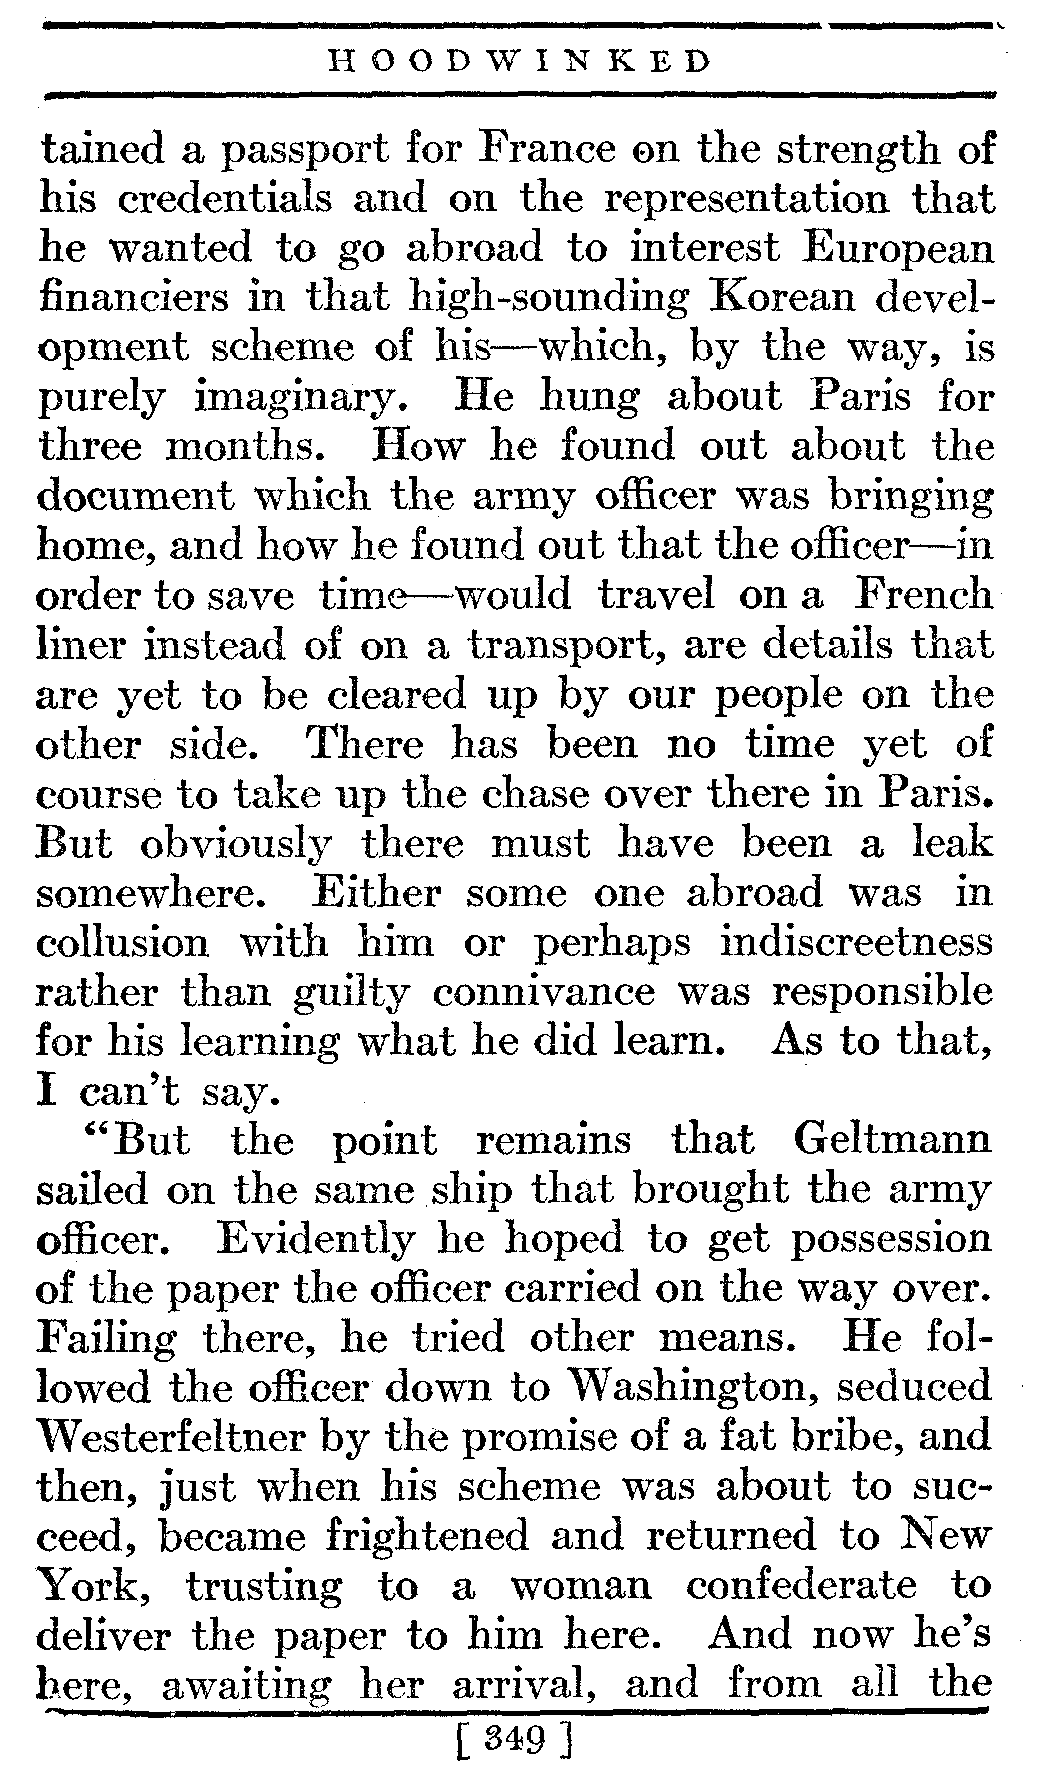 HOODWINKED
tained a passport for France on the strength of
his credentials and on the representation that
he wanted to go abroad to interest European
financiers in that high-sounding Korean devel-
opment scheme of his—which, by the way, is
purely imaginary. He hung about Paris for
three months. How he found out about the
document which the army officer was bringing
home, and how he found out that the officer—in
order to save time—would travel on a French
liner instead of on a transport, are details that
are yet to be cleared up by our people on the
other side. There has been no time yet of
course to take up the chase over there in Paris.
But obviously there must have been a leak
somewhere. Either some one abroad was in
collusion with him or perhaps indiscreetness
rather than guilty connivance was responsible
for his learning what he did learn. As to that,
I can't say.
"But the point remains that Geltmann
sailed on the same ship that brought the army
officer. Evidently he hoped to get possession
of the paper the officer carried on the way over.
Failing there, he tried other means. He fol-
lowed the officer down to Washington, seduced
Westerfeltner by the promise of a fat bribe, and
then, just when his scheme was about to suc-
ceed, became frightened and returned to New
York, trusting to a woman confederate to
deliver the paper to him here. And now he's
here, awaiting her arrival, and from all the
[ 349 ]